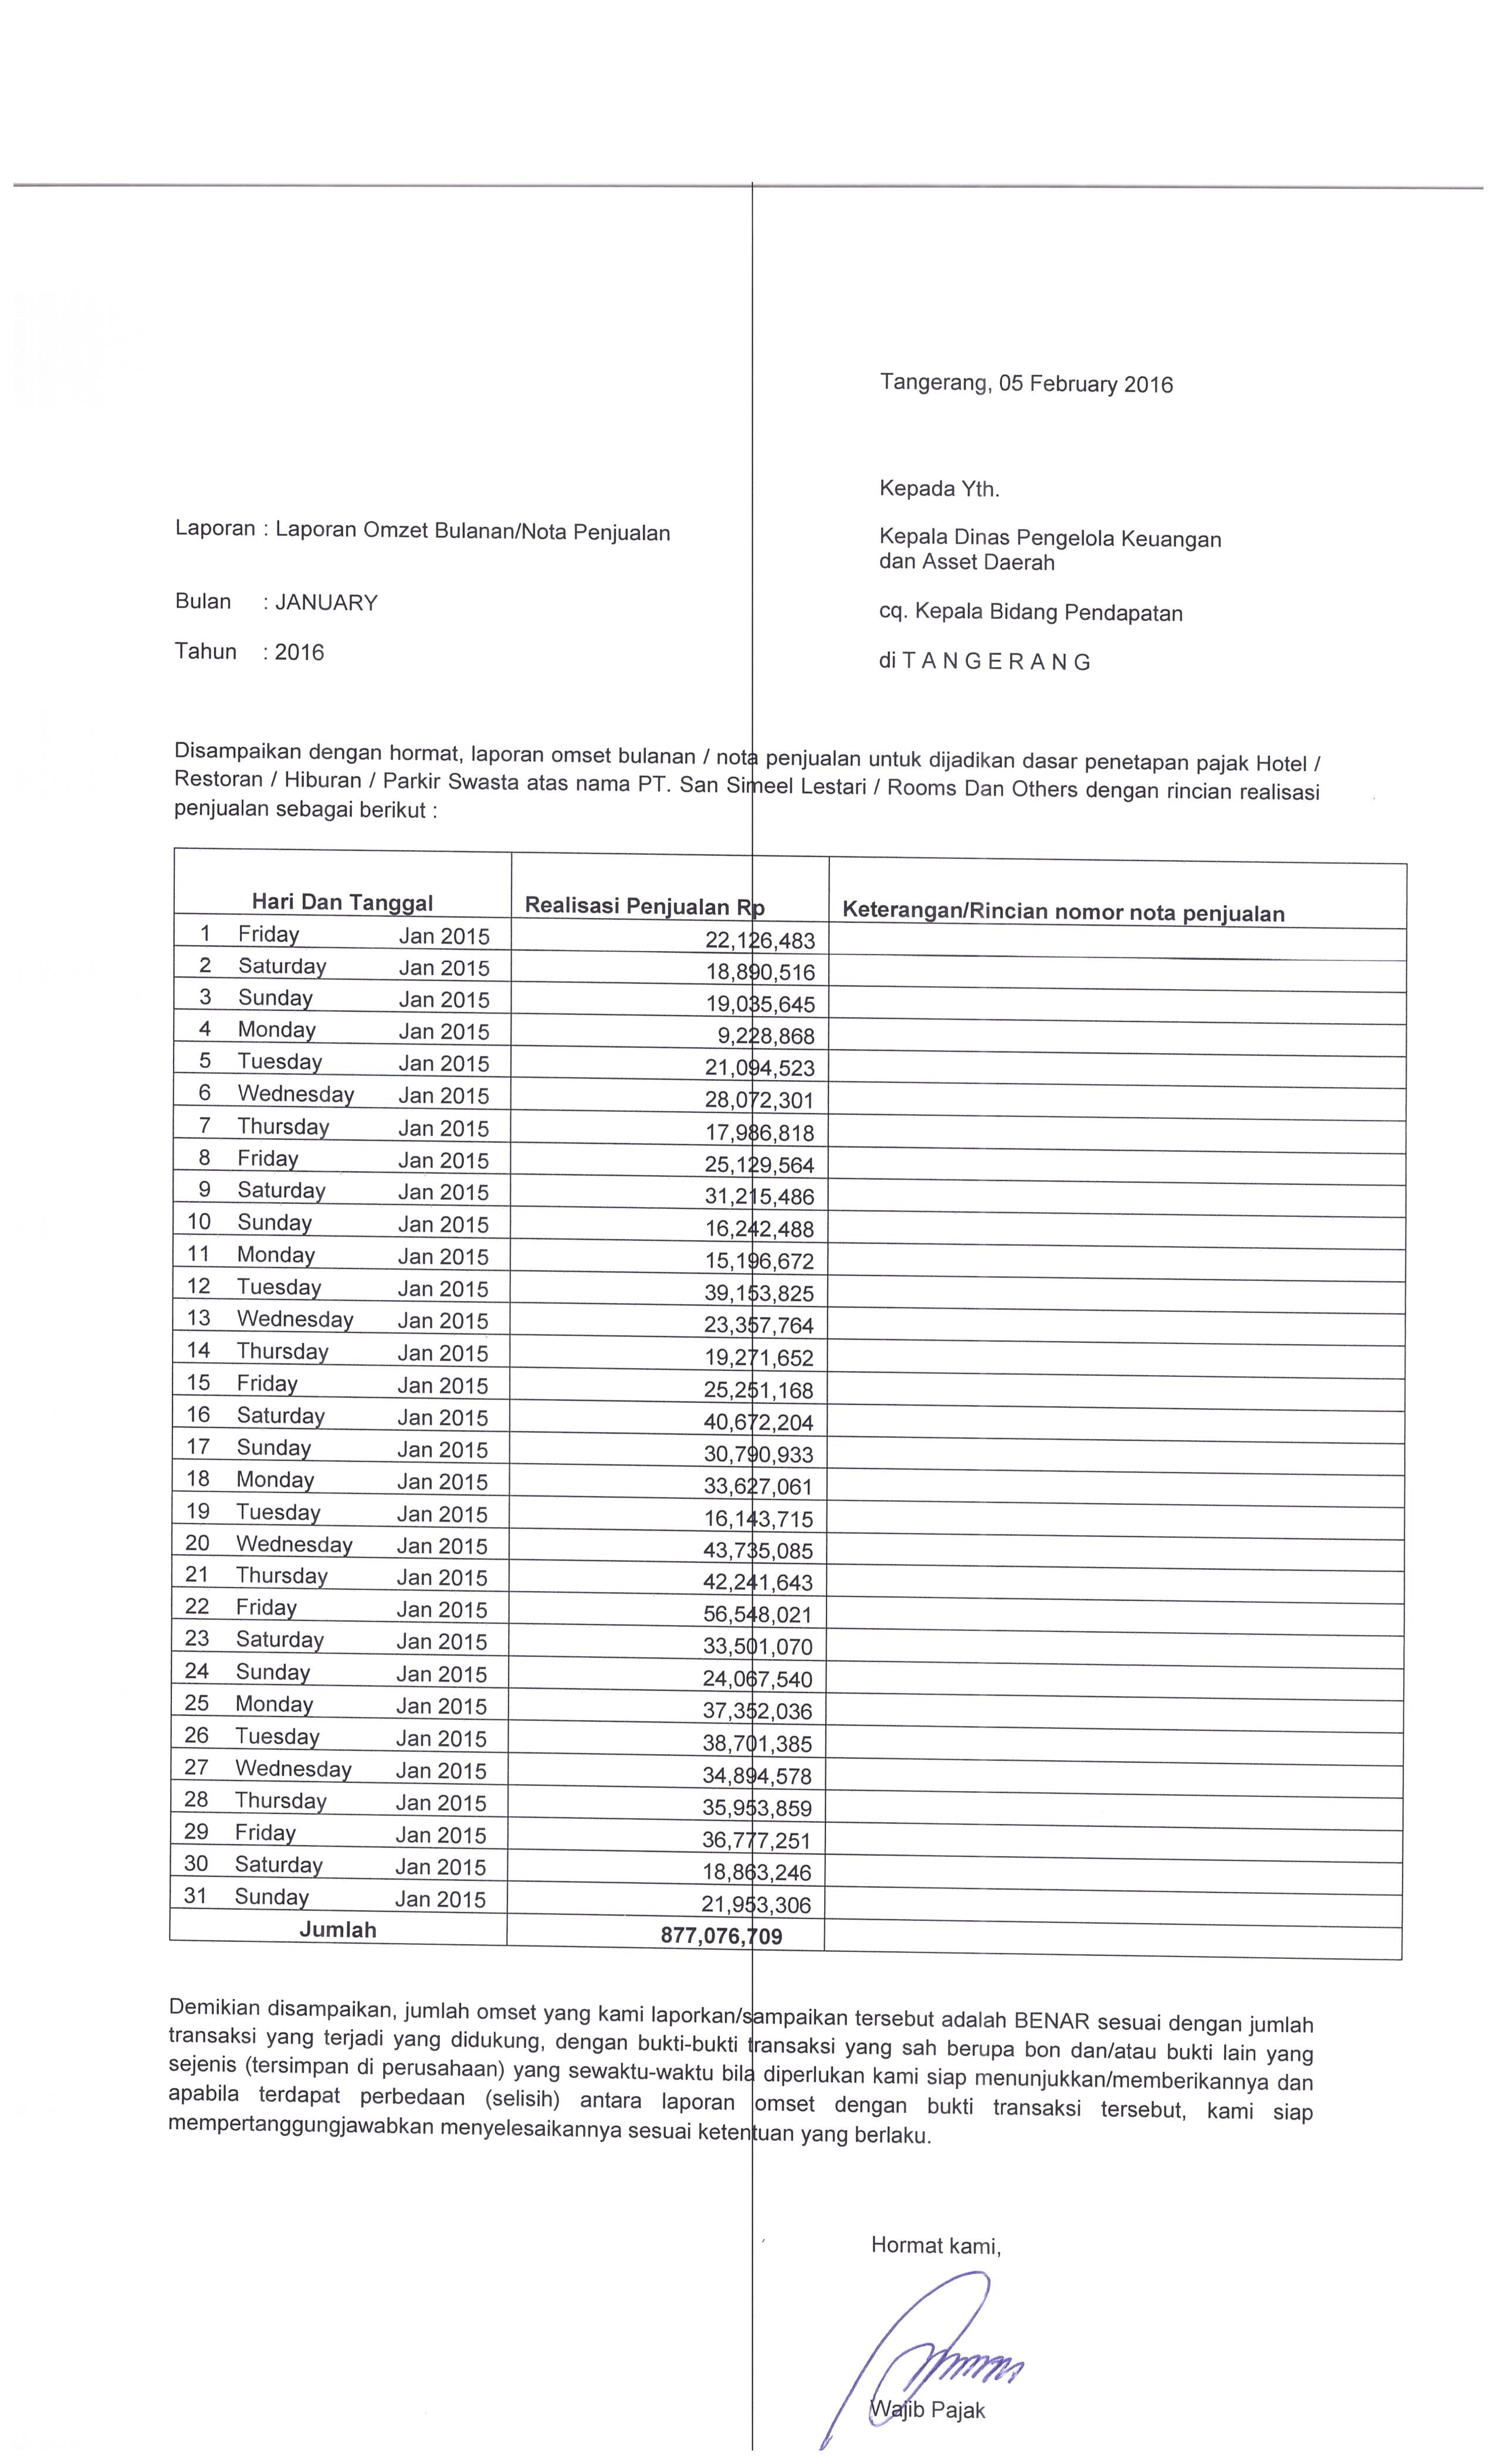 Tangerang, 05 February 2016
Kepada Yth.
Laporan : Laporan Omzet Bulanan/Nota Penjualan
Kepala Dinas Pengelola Keuangan
dan Asset Daerah
Bulan : JANUARY
cq. Kepala Bidang Pendapatan
Tahun : 2016
di T A N G E R A N G
Disampaikan dengan hormat, laporan omset bulanan / nota penjualan untuk dijadikan dasar penetapan pajak Hotel /
Restoran / Hiburan / Parkir Swasta atas nama PT. San Simeel Lestari / Rooms Dan Others dengan rincian realisasi
penjualan sebagai berikut :
Hari Dan Tanggal Realisasi Penjualan Rp Keterangan/Rincian nomor nota penjualan
1 Friday Jan 2015 22,126,483
2 Saturday Jan 2015 18,890,516
3 Sunday Jan 2015 19,035,645
4 Monday Jan 2015 9,228,868
5 Tuesday Jan 2015 21,094,523
6 Wednesday Jan 2015 28,072,301
7 Thursday Jan 2015 17,986,818
8 Friday Jan 2015 25,129,564
9 Saturday Jan 2015 31,215,486
10 Sunday Jan 2015 16,242,488
11 Monday Jan 2015 15,196,672
12 Tuesday Jan 2015 39,153,825
13 Wednesday Jan 2015 23,357,764
14 Thursday Jan 2015 19,271,652
15 Friday Jan 2015 25,251,168
16 Saturday Jan 2015 40,672,204
17 Sunday Jan 2015 30,790,933
18 Monday Jan 2015 33,627,061
19 Tuesday Jan 2015 16,143,715
20 Wednesday Jan 2015 43,735,085
21 Thursday Jan 2015 42,241,643
22 Friday Jan 2015 56,548,021
23 Saturday Jan 2015 33,501,070
24 Sunday Jan 2015 24,067,540
25 Monday Jan 2015 37,352,036
26 Tuesday Jan 2015 38,701,385
27 Wednesday Jan 2015 34,894,578
28 Thursday Jan 2015 35,953,859
29 Friday Jan 2015 36,777,251
30 Saturday Jan 2015 18,863,246
31 Sunday Jan 2015 21,953,306
Jumlah 877,076,709
Demikian disampaikan, jumlah omset yang kami laporkan/sampaikan tersebut adalah BENAR sesuai dengan jumlah
transaksi yang terjadi yang didukung, dengan bukti-bukti transaksi yang sah berupa bon dan/atau bukti lain yang
sejenis (tersimpan di perusahaan) yang sewaktu-waktu bila diperlukan kami siap menunjukkan/memberikannya dan
apabila terdapat perbedaan (selisih) antara laporan omset dengan bukti transaksi tersebut, kami siap
mempertanggungjawabkan menyelesaikannya sesuai ketentuan yang berlaku.
Hormat kami,
Wajib Pajak